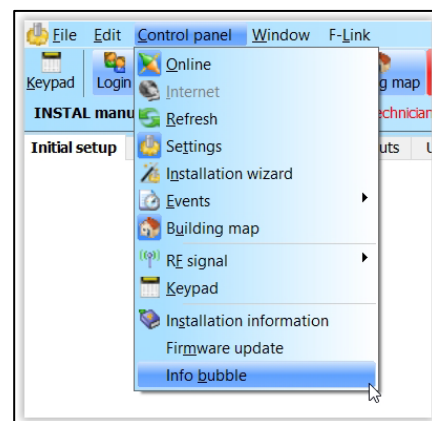 File Edit Control panel Window F-Link
Keypad Login g map
INSTAL manu echnician
Initial setup uts U
Online
Internet
Refresh
Settings
Installation wizard
Events
Building map
RF signal
Keypad
Installation information
Firmware update
Info bubble